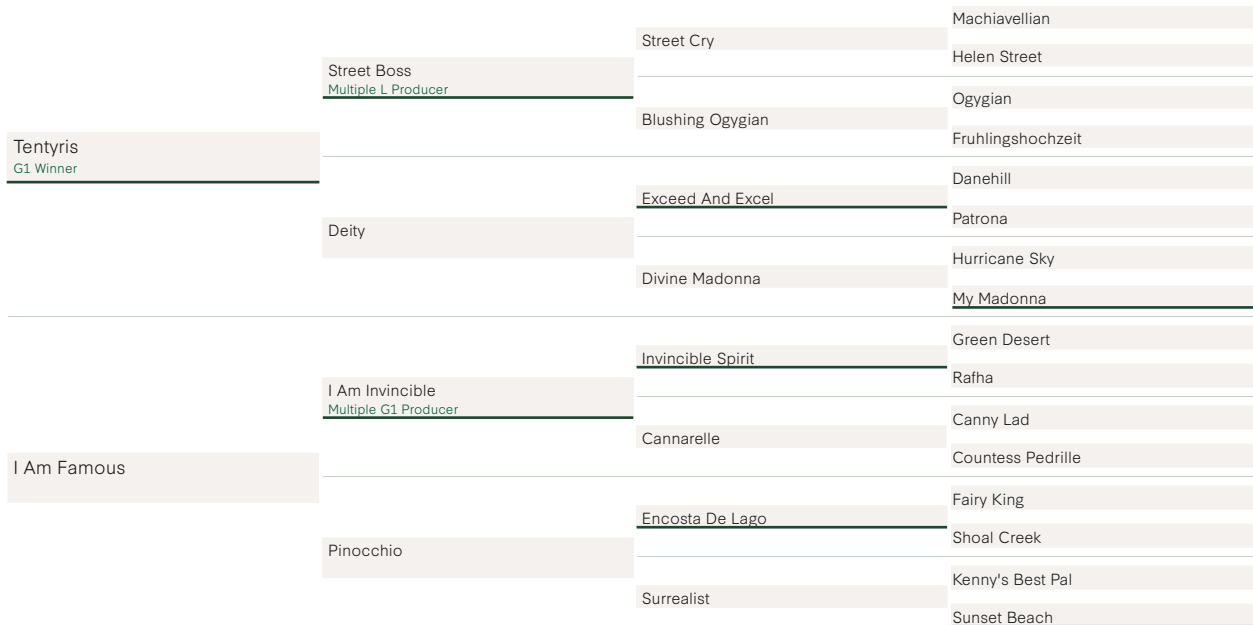 Machiavellian
Street Cry
Helen Street
Street Boss
Multiple L Producer
Ogygian
Blushing Ogygian
Fruhlingshochzeit
Tentyris
G1 Winner
Danehill
Exceed And Excel
Patrona
Deity
Hurricane Sky
Divine Madonna
My Madonna
Green Desert
Invincible Spirit
Rafha
I Am Invincible
Multiple G1 Producer
Canny Lad
Cannarelle
Countess Pedrille
I Am Famous
Fairy King
Encosta De Lago
Shoal Creek
Pinocchio
Kenny's Best Pal
Surrealist
Sunset Beach